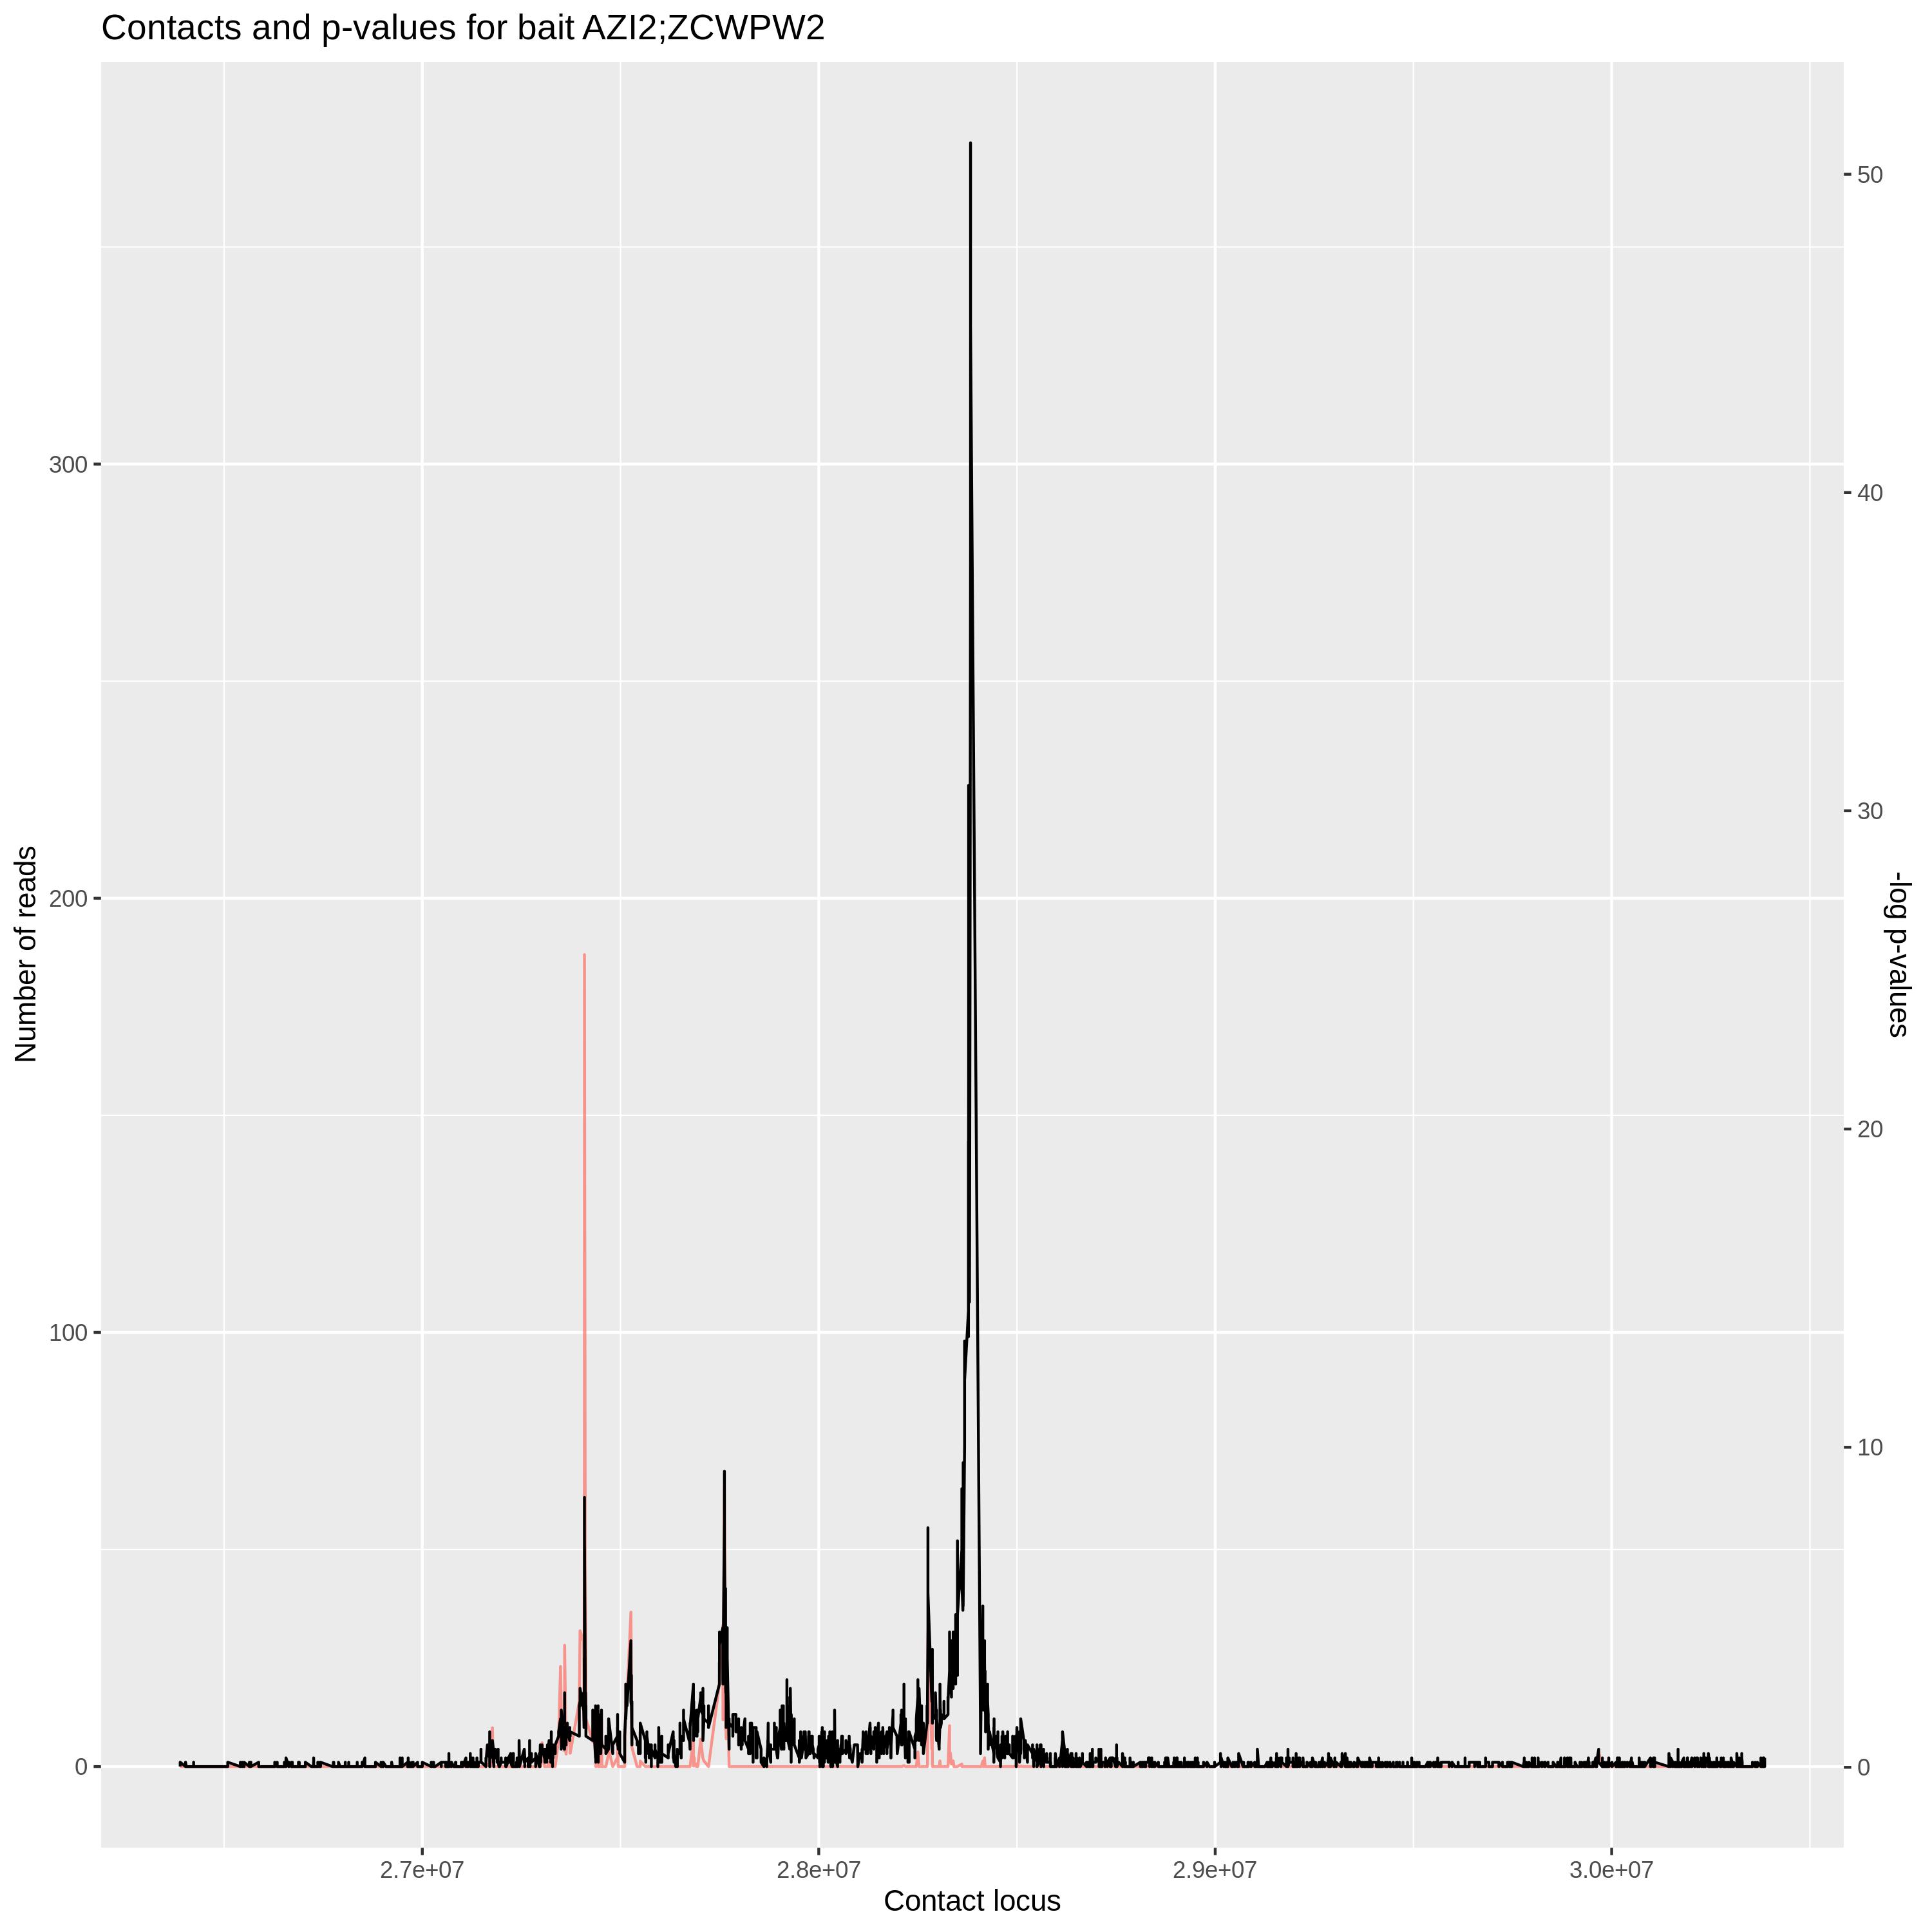 Contacts and p-values for bait AZI2;ZCWPW2
Number of reads
300
200
100
0
50
40
30
20
10
0
-log p-values
2.7e+07 2.8e+07 2.9e+07 3.0e+07
Contact locus